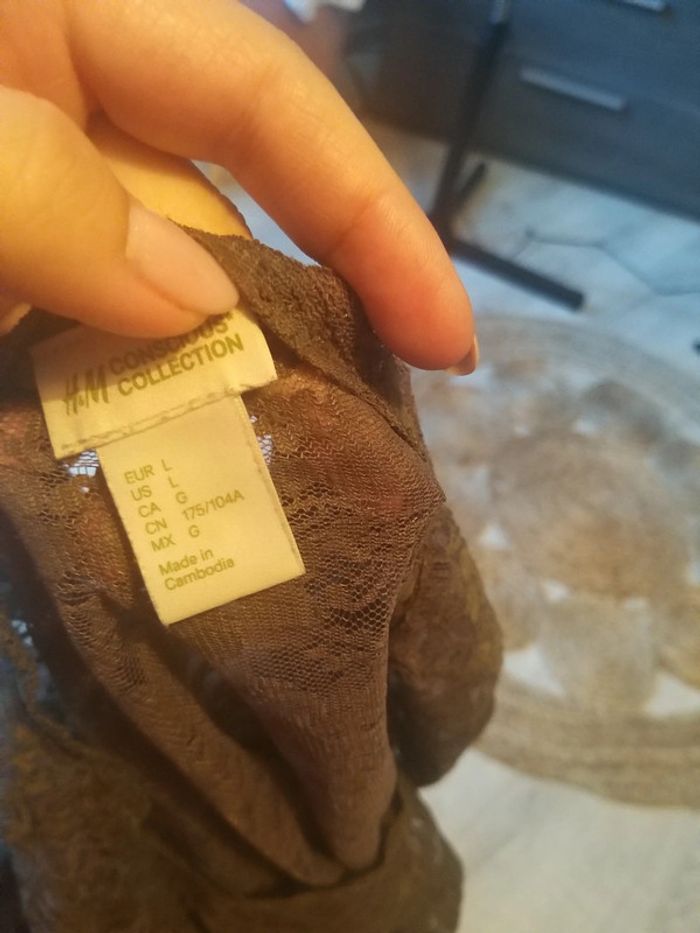 H&M CONSCIOUS
COLLECTION
EUR L
US L
CA G
CN 175/104A
MX G
Made in
Cambodia